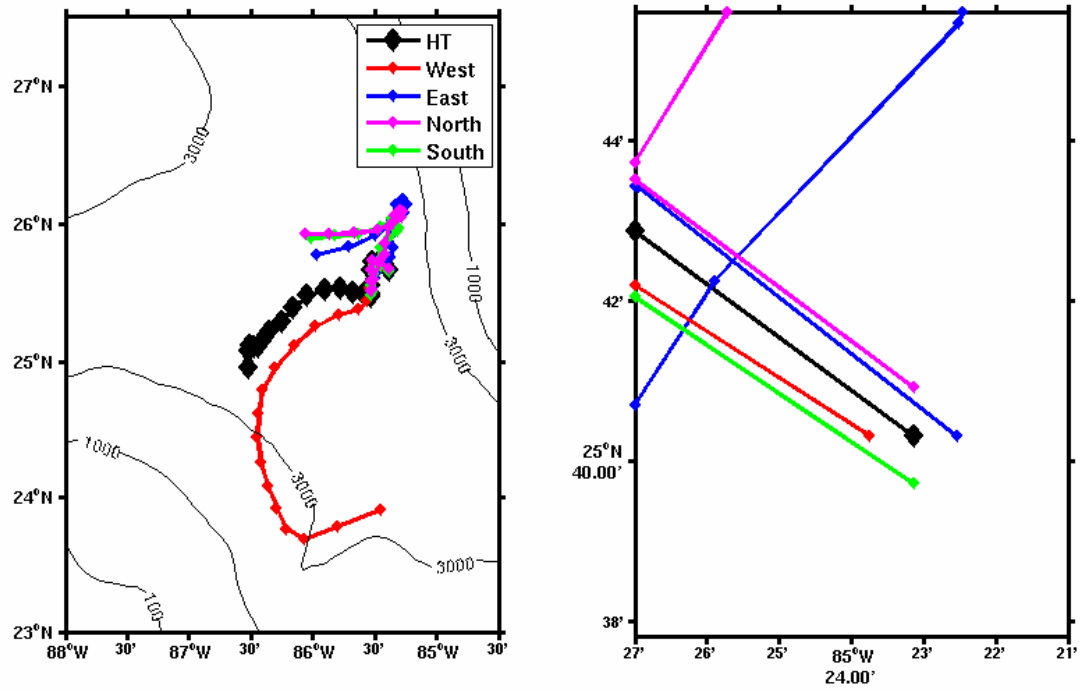 HT
West
East
North
South
27°N
26°N
25°N
24°N
23°N
3000
1000
3000
1000
3000
3000
100
88°W
30'
87°W
30'
86°W
30'
85°W
30'
44'
42'
25°N
40.00'
38'
27'
26'
25'
85°W
24.00'
23'
22'
21'